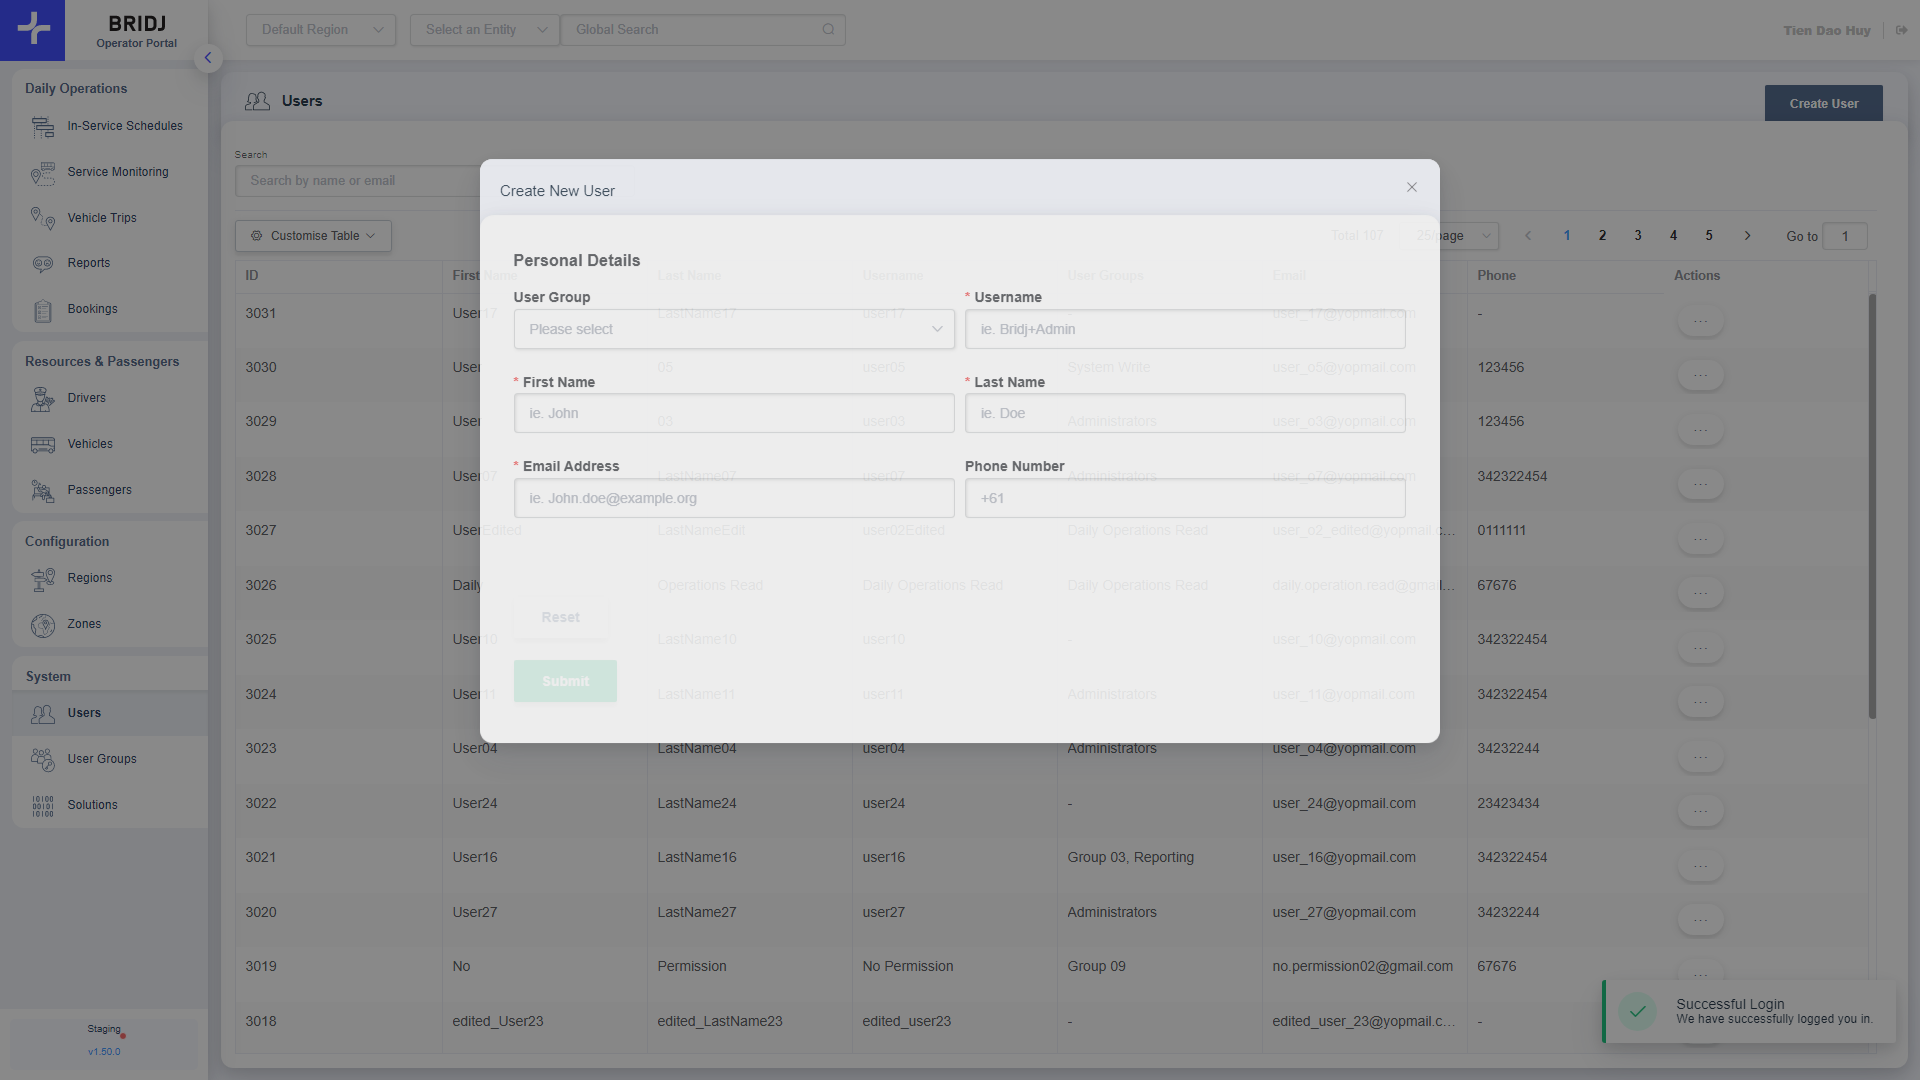 BRIDJ
Operator Portal
Default Region
Select an Entity
Global Search
Tien Dao Huy
Daily Operations
In-Service Schedules
Service Monitoring
Vehicle Trips
Reports
Bookings
Resources & Passengers
Drivers
Vehicles
Passengers
Configuration
Regions
Zones
System
Users
User Groups
Solutions
Staging
v1.50.0
Users
Create User
Search
Search by name or email
Customise Table
Total 107
25/page
1 2 3 4 5
Go to 1
ID First Name Last Name Username User Groups Email Phone Actions
3031 User17 LastName17 user17 - user_17@yopmail.com - ...
3030 User 05 user05 System Write user_o5@yopmail.com 123456 ...
3029 User 03 user03 Administrators user_o3@yopmail.com 123456 ...
3028 User07 LastName07 user07 Administrators user_o7@yopmail.com 342322454 ...
3027 UserEdited LastNameEdit user02Edited Daily Operations Read user_o2_edited@yopmail.c... 0111111 ...
3026 Daily Operations Read Daily Operations Read Daily Operations Read daily.operation.read@gmail... 67676 ...
3025 User10 LastName10 user10 - user_10@yopmail.com 342322454 ...
3024 User11 LastName11 user11 Administrators user_11@yopmail.com 342322454 ...
3023 User04 LastName04 user04 Administrators user_o4@yopmail.com 34232244 ...
3022 User24 LastName24 user24 - user_24@yopmail.com 23423434 ...
3021 User16 LastName16 user16 Group 03, Reporting user_16@yopmail.com 342322454 ...
3020 User27 LastName27 user27 Administrators user_27@yopmail.com 34232244 ...
3019 No Permission No Permission Group 09 no.permission02@gmail.com 67676 ...
3018 edited_User23 edited_LastName23 edited_user23 - edited_user_23@yopmail.c... -
Create New User
Personal Details
User Group
Please select
* Username
ie. Bridj+Admin
* First Name
ie. John
* Last Name
ie. Doe
* Email Address
ie. John.doe@example.org
Phone Number
+61
Reset
Submit
Successful Login
We have successfully logged you in.